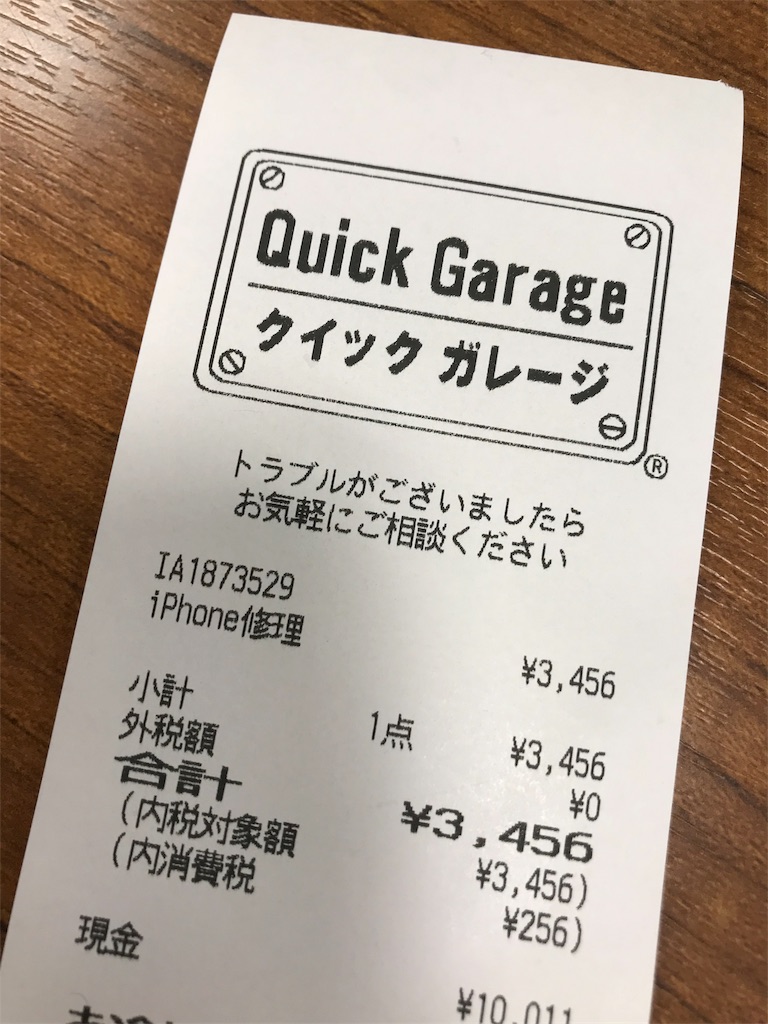 Quick Garage
クイック ガレージ
®
トラブルがございましたら
お気軽にご相談ください
IA1873529
iPhone修理
¥3,456
小計 1点 ¥3,456
外税額 ¥0
合計 ¥3,456
(内税対象額 ¥3,456)
(内消費税 ¥256)
現金 ¥10,011